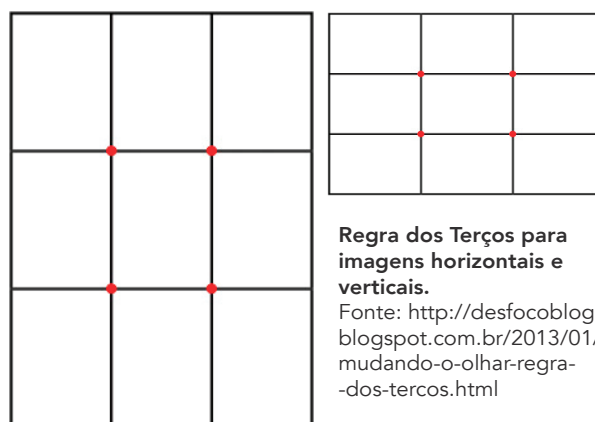 Regra dos Terços para
imagens horizontais e
verticais.
Fonte: http://desfocoblog.
blogspot.com.br/2013/01/
mudando-o-olhar-regra-
-dos-tercos.html